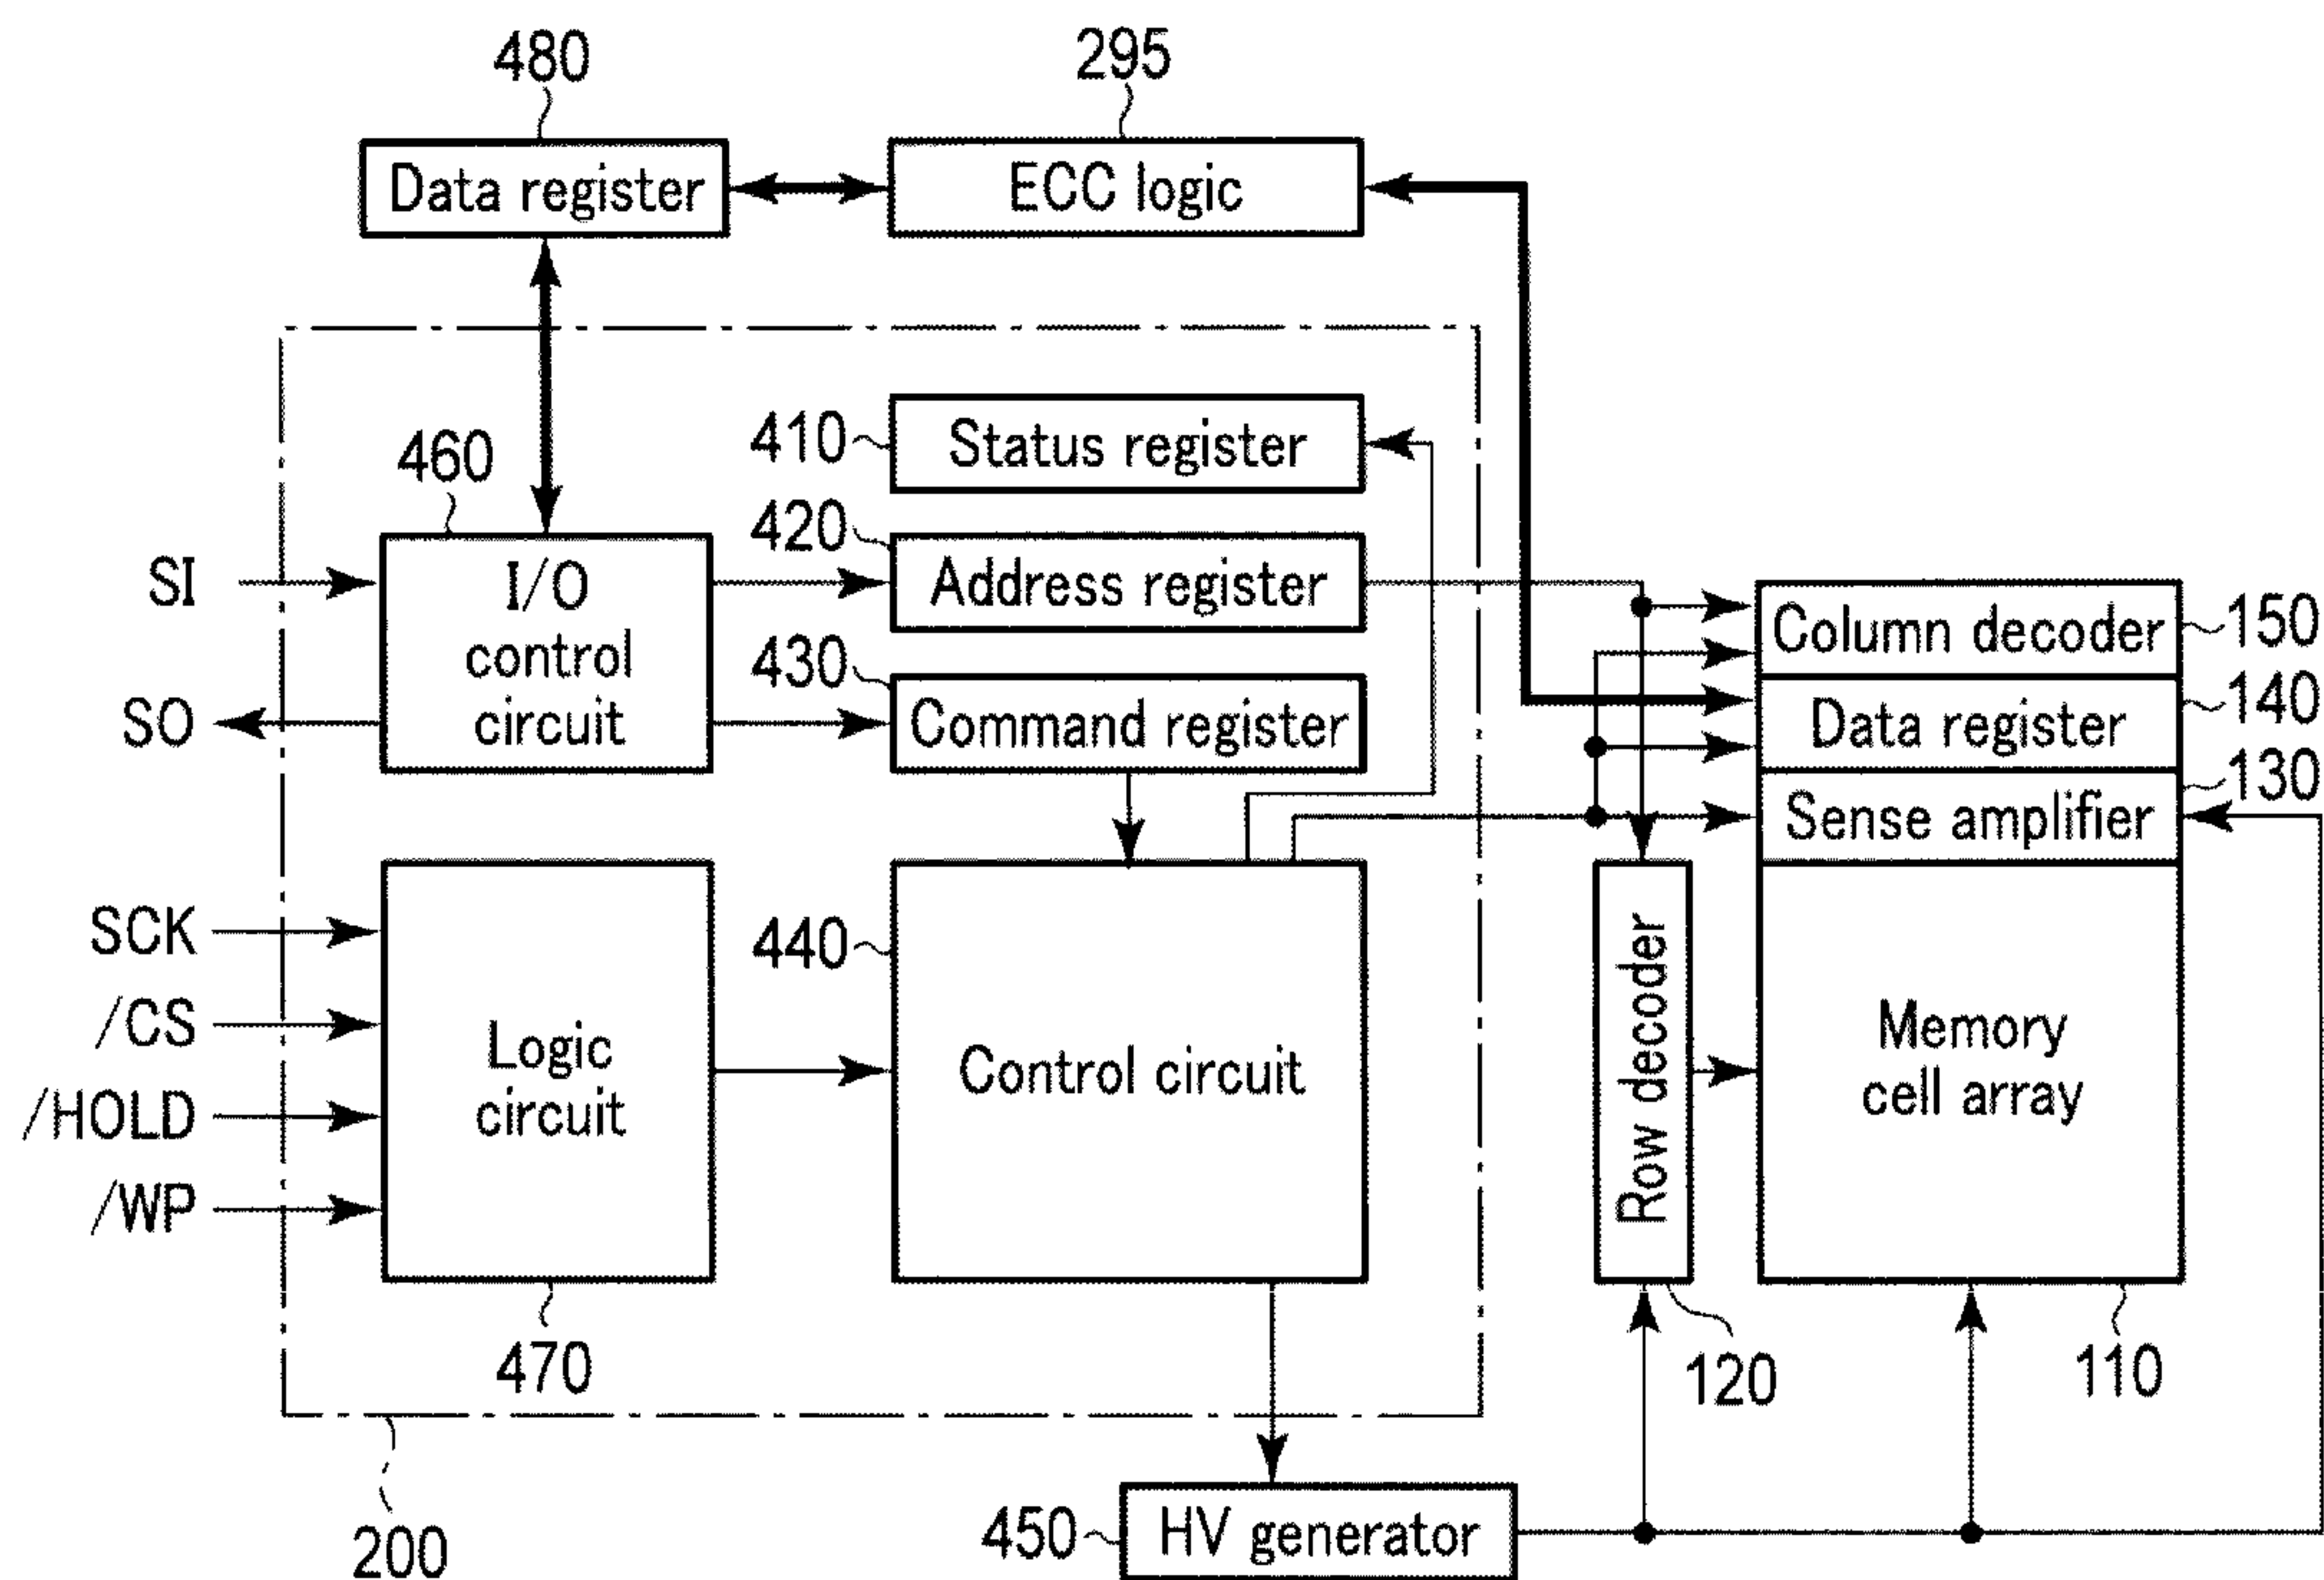 480
295
Data register
ECC logic
410
Status register
460
420
SI
I/O
control
circuit
Address register
Column decoder
150
430
140
SO
Command register
Data register
130
Sense amplifier
SCK
440
/CS
Logic
circuit
Control circuit
Row decoder
Memory
cell array
/HOLD
/WP
470
120
110
200
450
HV generator